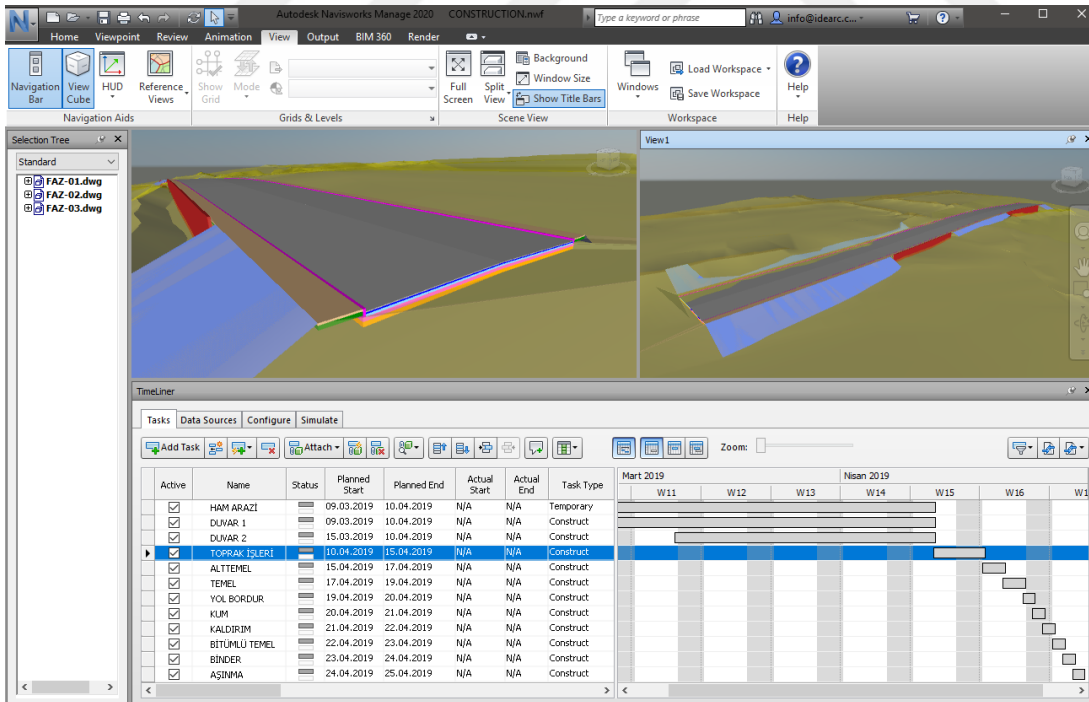 Autodesk Navisworks Manage 2020 CONSTRUCTION.nwf Type a keyword or phrase info@idearc.c...
Home Viewpoint Review Animation View Output BIM 360 Render
Navigation Bar View Cube HUD Reference Views Show Grid Mode Full Screen Split View Background Window Size Show Title Bars Windows Load Workspace Save Workspace Help
Navigation Aids Grids & Levels Scene View Workspace Help
Selection Tree View1
Standard
FAZ-01.dwg
FAZ-02.dwg
FAZ-03.dwg
TimeLiner
Tasks Data Sources Configure Simulate
Add Task Attach Zoom:
Active Name Status Planned Start Planned End Actual Start Actual End Task Type
Mart 2019 Nisan 2019
W11 W12 W13 W14 W15 W16 W1
HAM ARAZİ 09.03.2019 10.04.2019 N/A N/A Temporary
DUVAR 1 09.03.2019 10.04.2019 N/A N/A Construct
DUVAR 2 15.03.2019 10.04.2019 N/A N/A Construct
TOPRAK İŞLERİ 10.04.2019 15.04.2019 N/A N/A Construct
ALTTEMEL 15.04.2019 17.04.2019 N/A N/A Construct
TEMEL 17.04.2019 19.04.2019 N/A N/A Construct
YOL BORDUR 19.04.2019 20.04.2019 N/A N/A Construct
KUM 20.04.2019 21.04.2019 N/A N/A Construct
KALDIRIM 21.04.2019 22.04.2019 N/A N/A Construct
BİTÜMLÜ TEMEL 22.04.2019 23.04.2019 N/A N/A Construct
BİNDER 23.04.2019 24.04.2019 N/A N/A Construct
AŞINMA 24.04.2019 25.04.2019 N/A N/A Construct